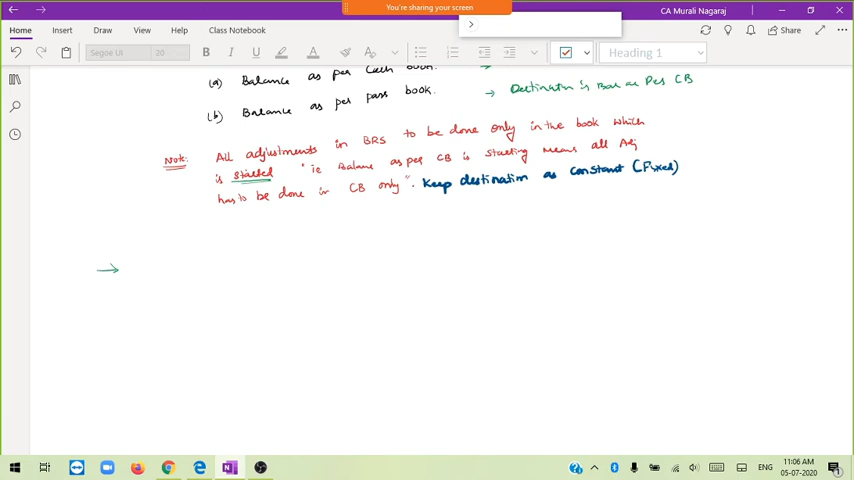 You're sharing your screen
CA Murali Nagaraj
Home Insert Draw View Help Class Notebook
Share
Segoe UI 20 B I U A Heading 1
(a) Balance as per Cash book.
(b) Balance as per pass book. → Destination is Bal as Per CB
Note: All adjustments in BRS to be done only in the book which
is started "ie Balance as per CB is starting means all Adj
has to be done in CB only". Keep destination as constant (Fixed)
→
ENG 11:06 AM
05-07-2020